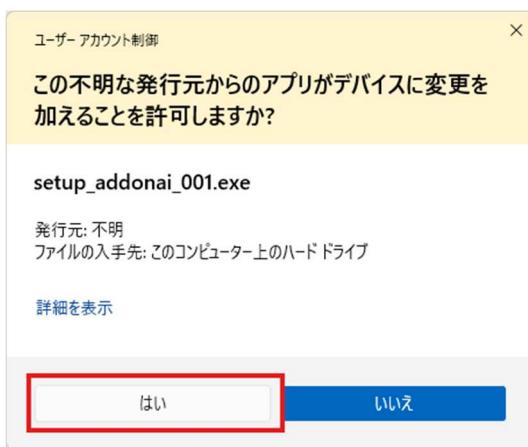 ユーザー アカウント制御
この不明な発行元からのアプリがデバイスに変更を
加えることを許可しますか?
setup_addonai_001.exe
発行元: 不明
ファイルの入手先: このコンピューター上のハード ドライブ
詳細を表示
はい
いいえ